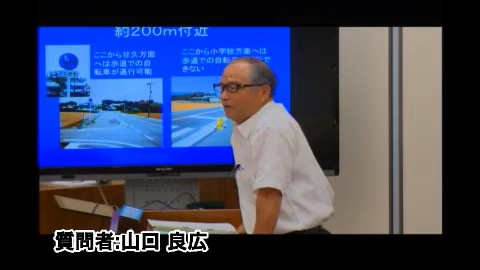 約200m付近
ここから甘久方面
へは歩道での自
転車が通行可能
ここから小学校方面へは
歩道での自
できない
質問者:山口 良広